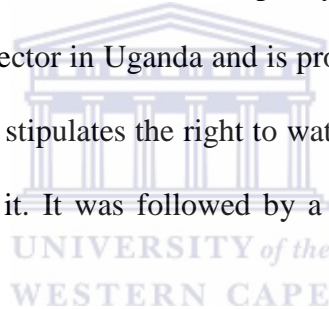 ector in Uganda and is pro
stipulates the right to wat
it. It was followed by a
UNIVERSITY of the
WESTERN CAPE